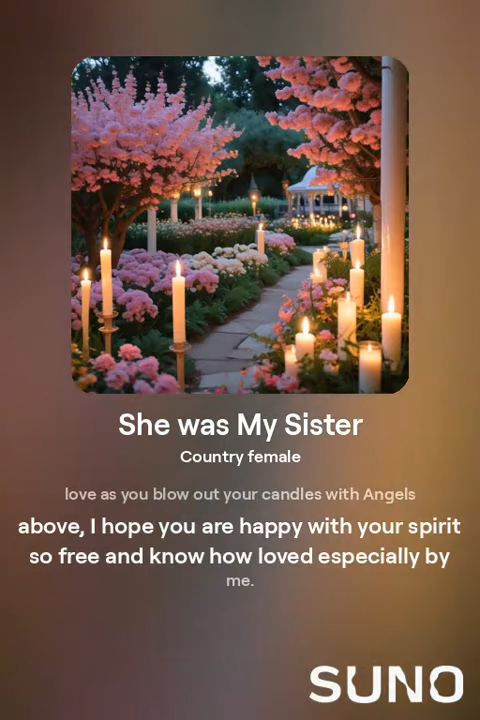 She was My Sister
Country female
love as you blow out your candles with Angels
above, I hope you are happy with your spirit
so free and know how loved especially by
me.
SUNO